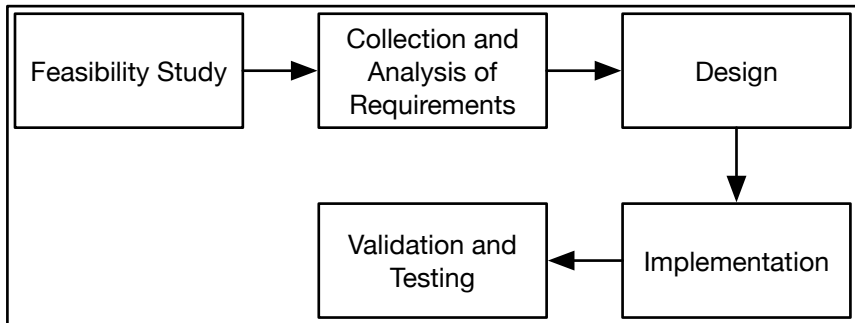 Feasibility Study
Collection and
Analysis of
Requirements
Design
Validation and
Testing
Implementation